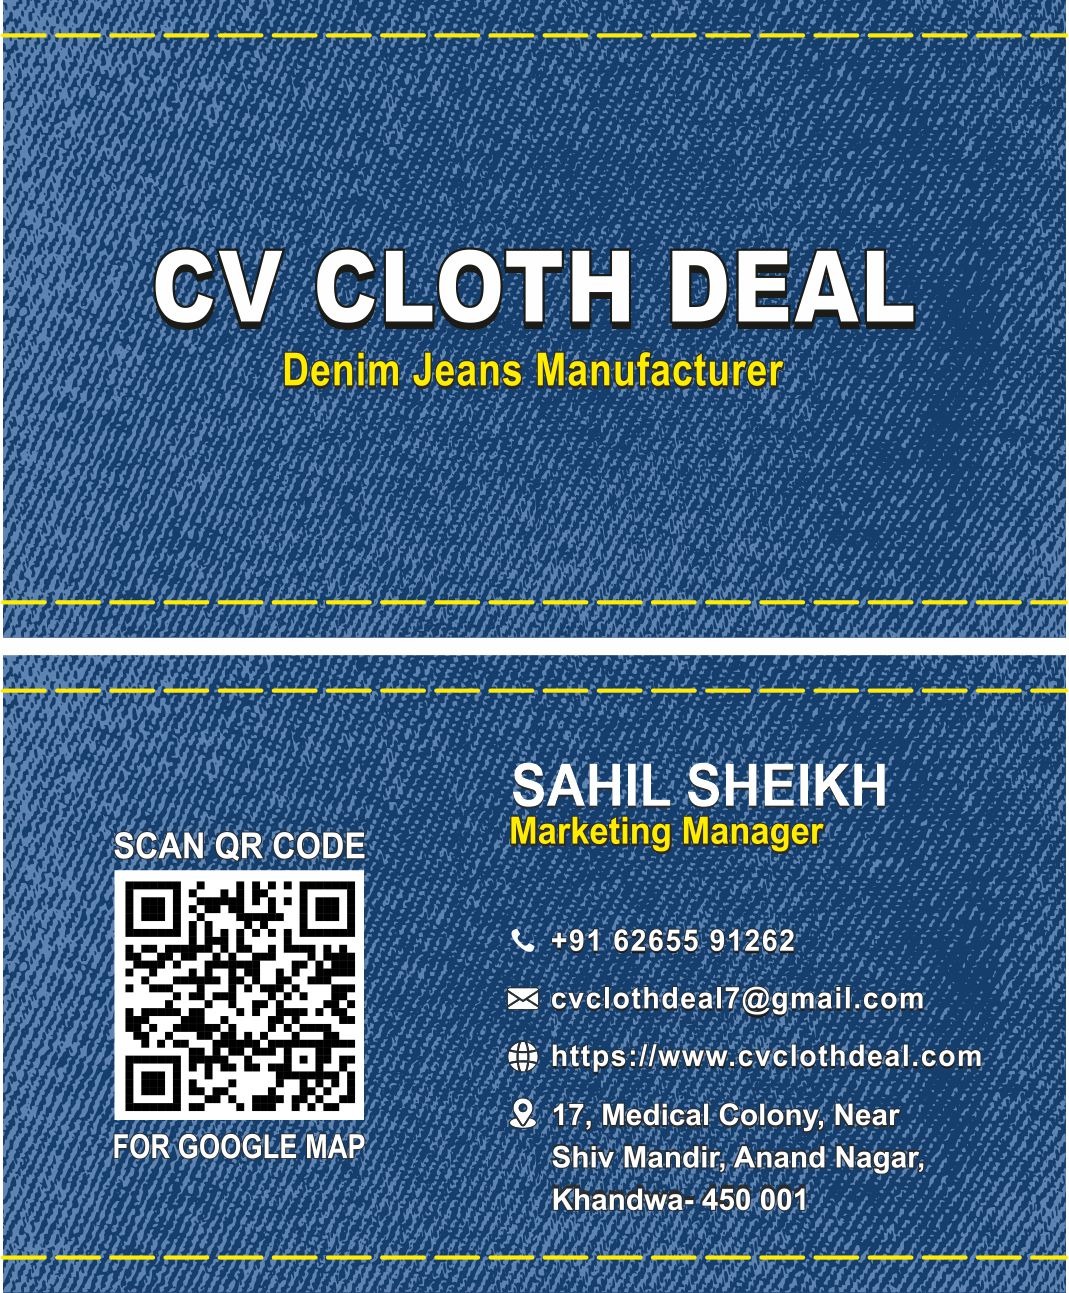 CV CLOTH DEAL
Denim Jeans Manufacturer
SAHIL SHEIKH
Marketing Manager
SCAN QR CODE
FOR GOOGLE MAP
+91 62655 91262
cvclothdeal7@gmail.com
https://www.cvclothdeal.com
17, Medical Colony, Near
Shiv Mandir, Anand Nagar,
Khandwa- 450 001